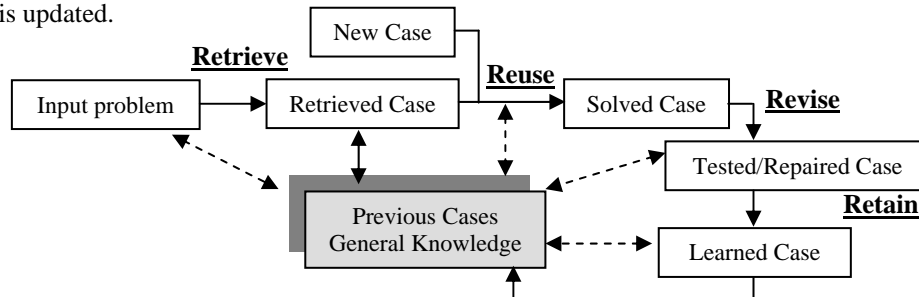 is updated.
New Case
Retrieve
Reuse
Input problem
Retrieved Case
Solved Case
Revise
Tested/Repaired Case
Retain
Previous Cases
General Knowledge
Learned Case